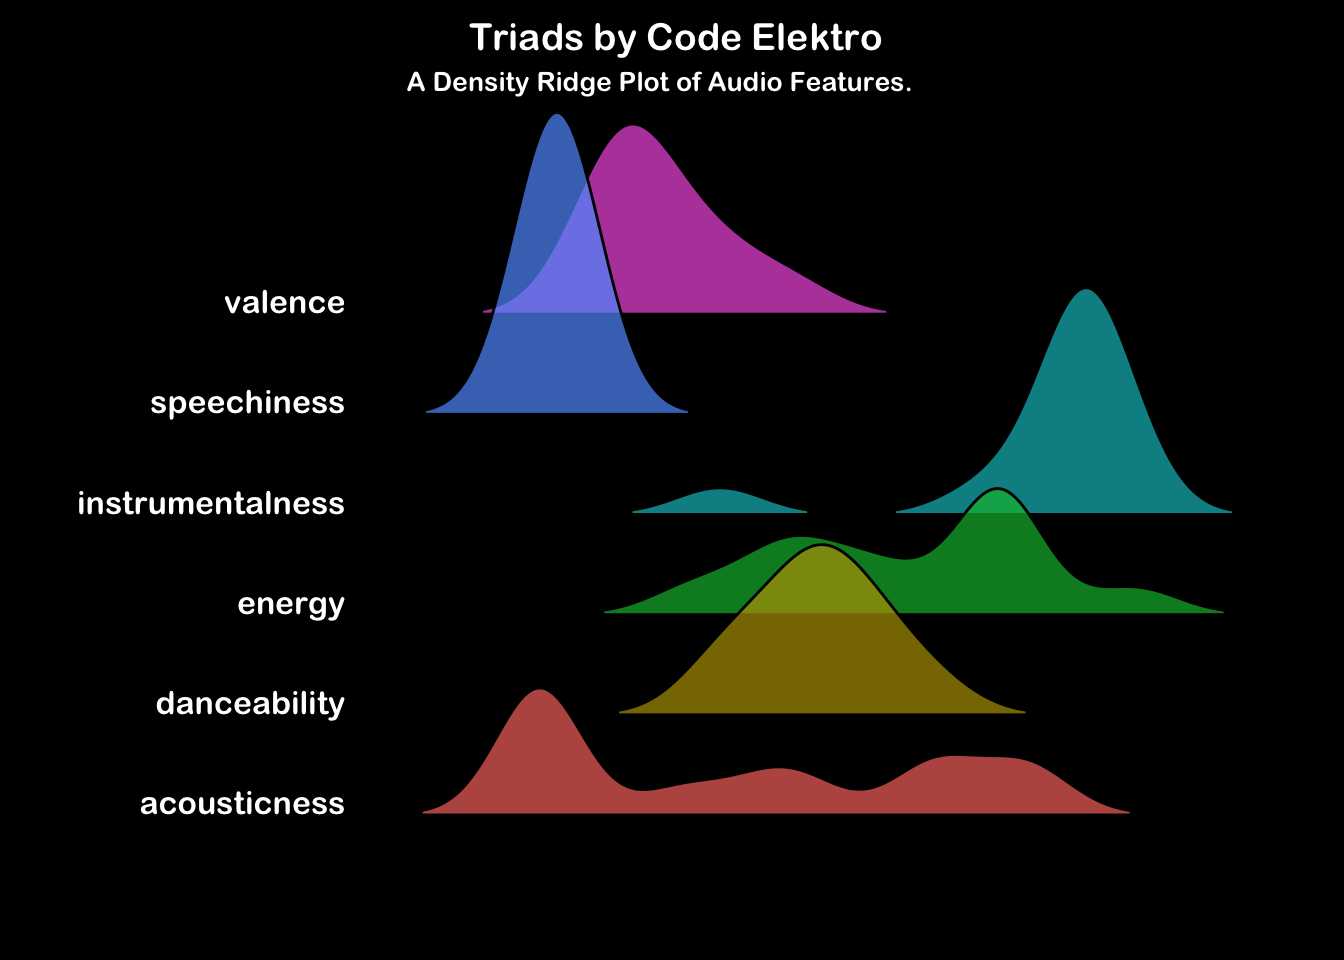 Triads by Code Elektro
A Density Ridge Plot of Audio Features.
valence
speechiness
instrumentalness
energy
danceability
acousticness